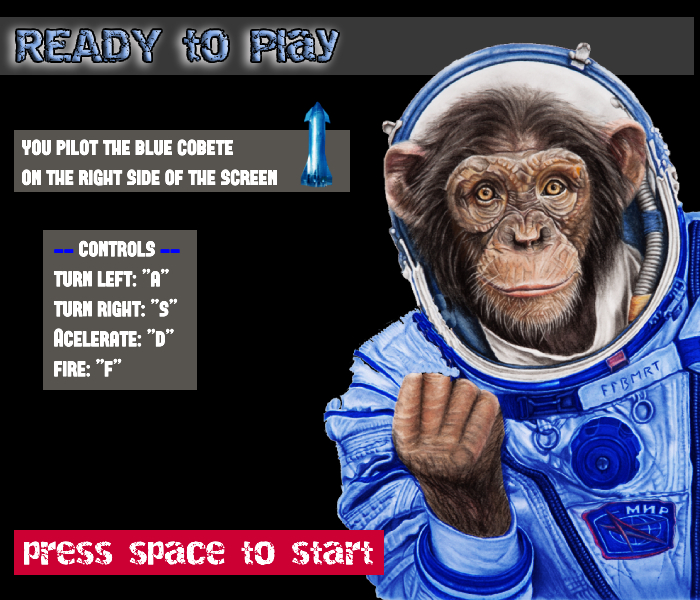 READY to Play
YOU PILOT THE BLUE COBETE
ON THE RIGHT SIDE OF THE SCREEN
-- CONTROLS --
TURN LEFT: "A"
TURN RIGHT: "S"
ACELERATE: "D"
FIRE: "F"
press space to start
МИР